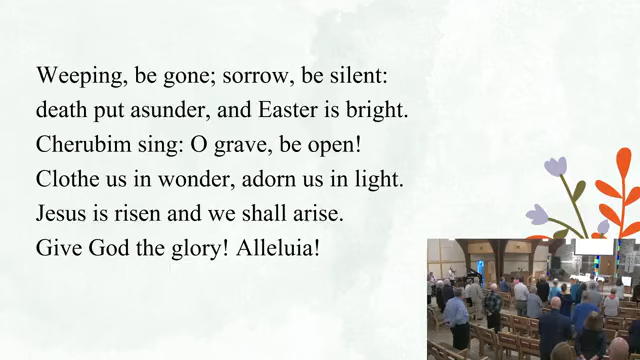 Weeping, be gone; sorrow, be silent:
death put asunder, and Easter is bright.
Cherubim sing: O grave, be open!
Clothe us in wonder, adorn us in light.
Jesus is risen and we shall arise.
Give God the glory! Alleluia!